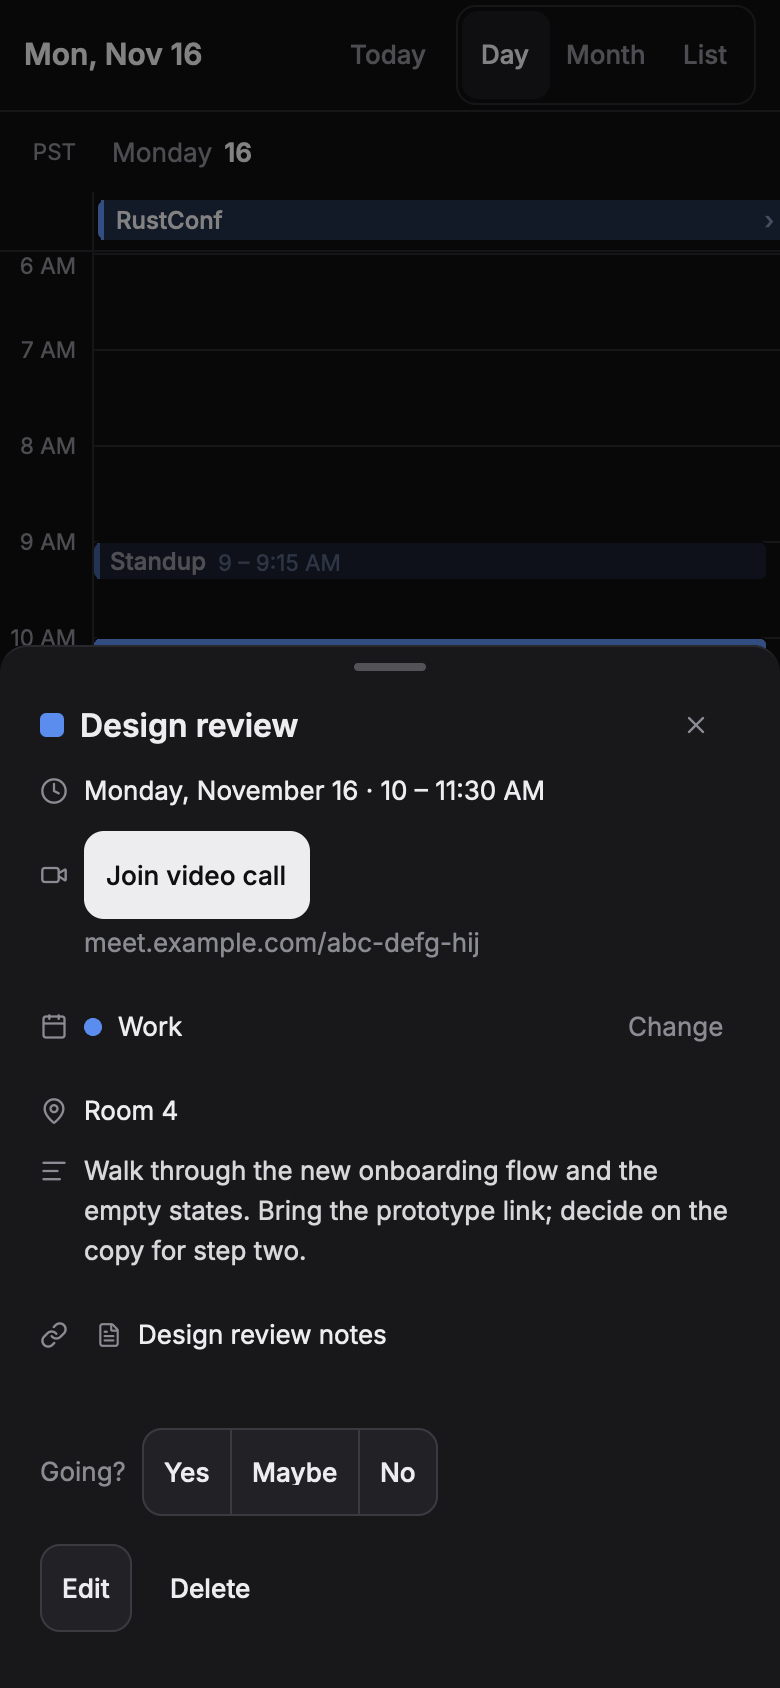 Mon, Nov 16 Today Day Month List
PST Monday 16
RustConf
6 AM
7 AM
8 AM
9 AM
Standup 9 – 9:15 AM
10 AM
Design review
Monday, November 16 · 10 – 11:30 AM
Join video call
meet.example.com/abc-defg-hij
Work Change
Room 4
Walk through the new onboarding flow and the
empty states. Bring the prototype link; decide on the
copy for step two.
Design review notes
Going? Yes Maybe No
Edit Delete